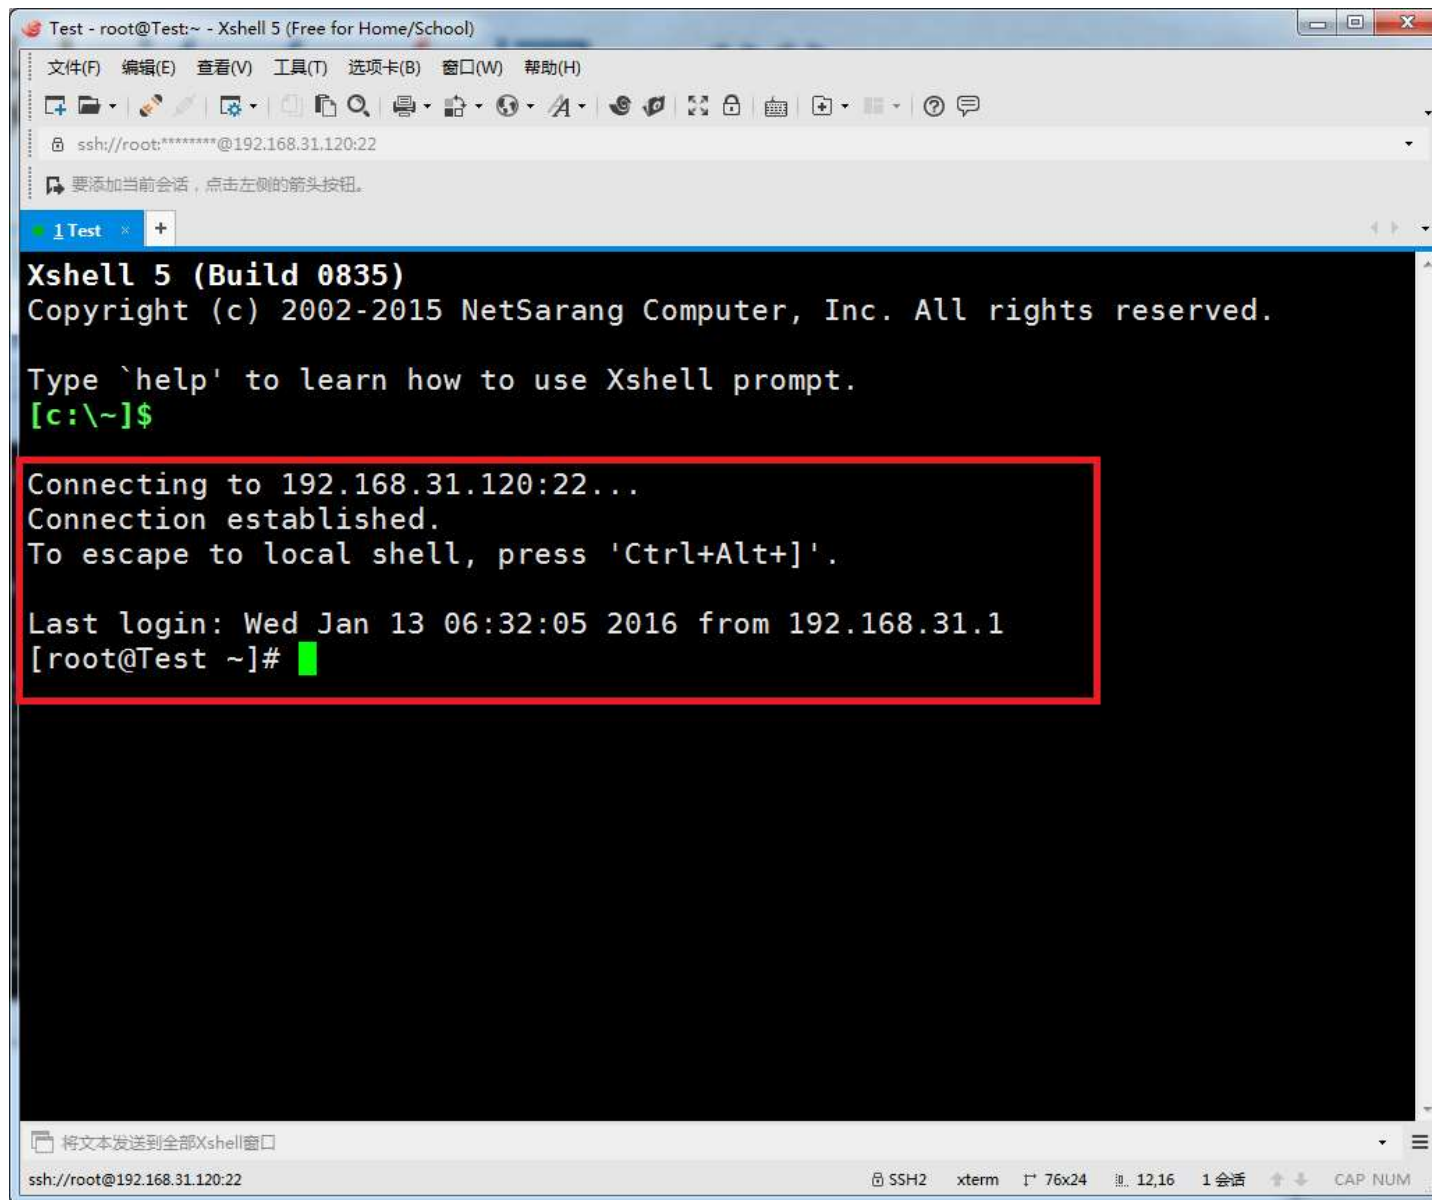 Test - root@Test:~ - Xshell 5 (Free for Home/School)
文件(F) 编辑(E) 查看(V) 工具(T) 选项卡(B) 窗口(W) 帮助(H)
ssh://root:********@192.168.31.120:22
要添加当前会话，点击左侧的箭头按钮。
1 Test × +
Xshell 5 (Build 0835)
Copyright (c) 2002-2015 NetSarang Computer, Inc. All rights reserved.
Type `help' to learn how to use Xshell prompt.
[c:\~]$
Connecting to 192.168.31.120:22...
Connection established.
To escape to local shell, press 'Ctrl+Alt+]'.
Last login: Wed Jan 13 06:32:05 2016 from 192.168.31.1
[root@Test ~]#
将文本发送到全部Xshell窗口
ssh://root@192.168.31.120:22 SSH2 xterm 76x24 12,16 1 会话 CAP NUM